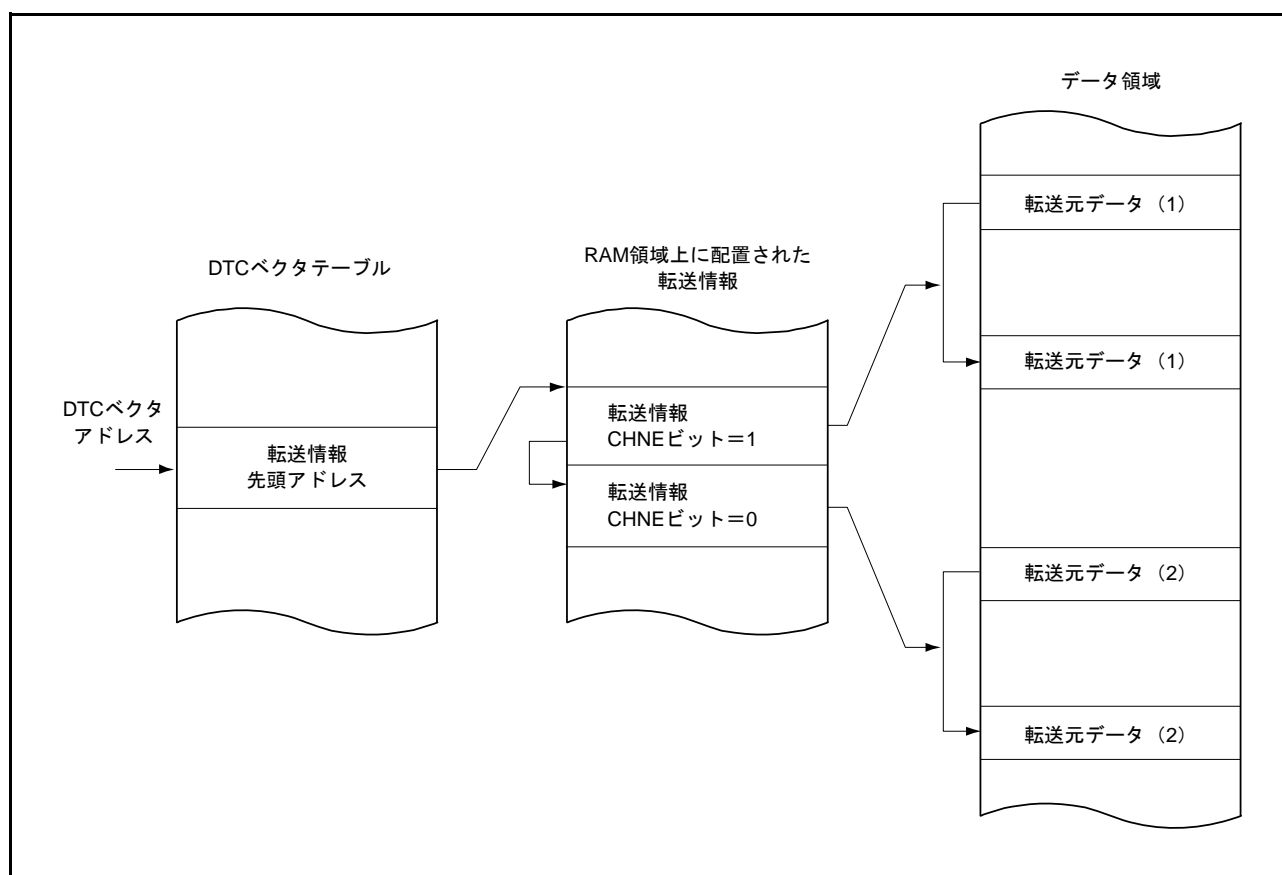 DTCベクタ
アドレス
DTCベクタテーブル
転送情報
先頭アドレス
RAM領域上に配置された
転送情報
転送情報
CHNEビット＝1
転送情報
CHNEビット＝0
データ領域
転送元データ（1）
転送元データ（1）
転送元データ（2）
転送元データ（2）